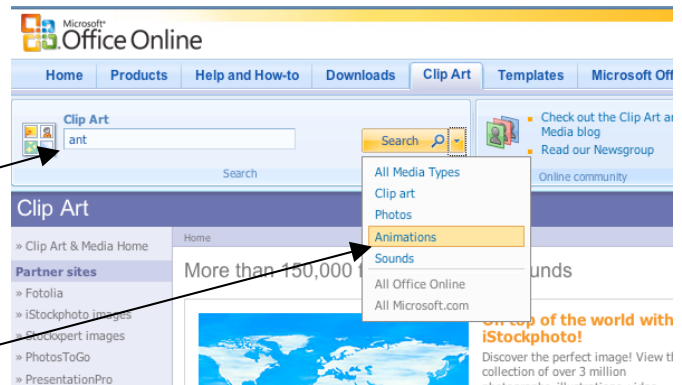 Microsoft®
Office Online
Home Products Help and How-to Downloads Clip Art Templates Microsoft Off
Clip Art
ant
Search
Search
Check out the Clip Art an
Media blog
Read our Newsgroup
Online community
All Media Types
Clip art
Photos
Animations
Sounds
All Office Online
All Microsoft.com
Clip Art
» Clip Art & Media Home
Partner sites
» Fotolia
» iStockphoto images
» Stockxpert images
» PhotosToGo
» PresentationPro
Home
More than 150,000 f unds
On top of the world with
iStockphoto!
Discover the perfect image! View th
collection of over 3 million